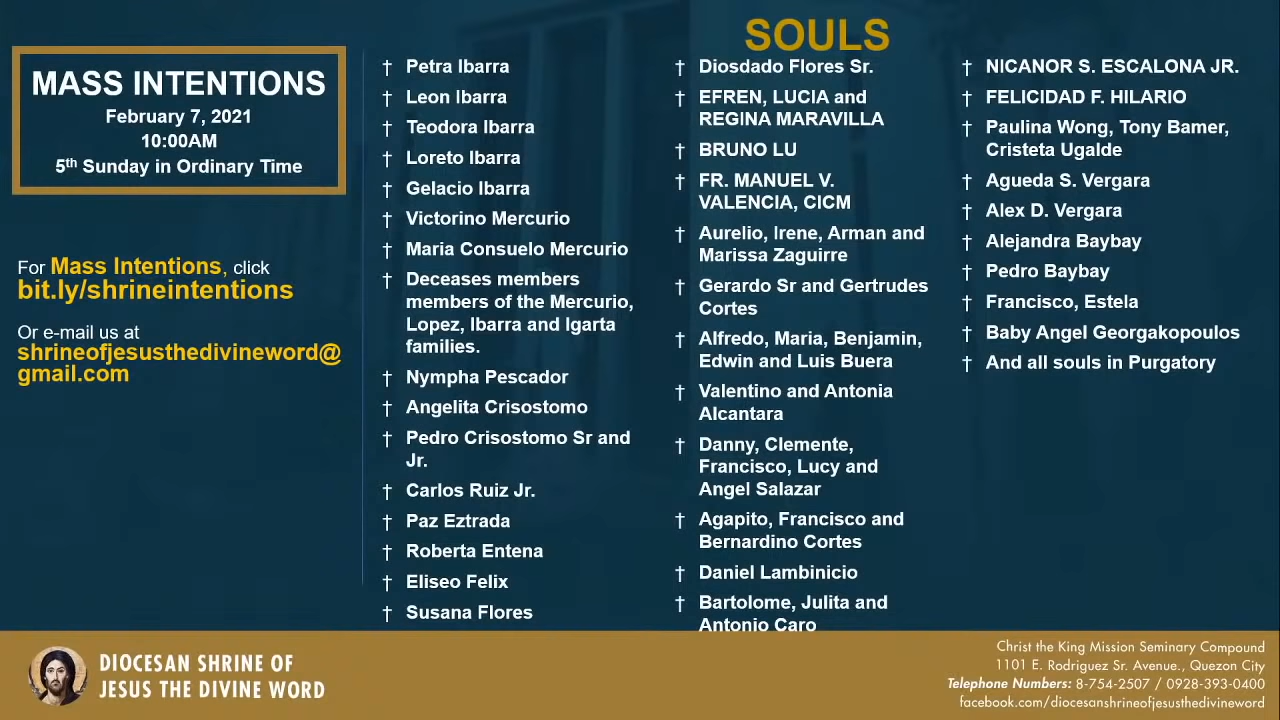 SOULS
MASS INTENTIONS
February 7, 2021
10:00AM
5th Sunday in Ordinary Time
For Mass Intentions, click
bit.ly/shrineintentions
Or e-mail us at
shrineofjesusthedivineword@
gmail.com
† Petra Ibarra
† Leon Ibarra
† Teodora Ibarra
† Loreto Ibarra
† Gelacio Ibarra
† Victorino Mercurio
† Maria Consuelo Mercurio
† Deceases members
members of the Mercurio,
Lopez, Ibarra and Igarta
families.
† Nympha Pescador
† Angelita Crisostomo
† Pedro Crisostomo Sr and
Jr.
† Carlos Ruiz Jr.
† Paz Eztrada
† Roberta Entena
† Eliseo Felix
† Susana Flores
† Diosdado Flores Sr.
† EFREN, LUCIA and
REGINA MARAVILLA
† BRUNO LU
† FR. MANUEL V.
VALENCIA, CICM
† Aurelio, Irene, Arman and
Marissa Zaguirre
† Gerardo Sr and Gertrudes
Cortes
† Alfredo, Maria, Benjamin,
Edwin and Luis Buera
† Valentino and Antonia
Alcantara
† Danny, Clemente,
Francisco, Lucy and
Angel Salazar
† Agapito, Francisco and
Bernardino Cortes
† Daniel Lambinicio
† Bartolome, Julita and
Antonio Caro
† NICANOR S. ESCALONA JR.
† FELICIDAD F. HILARIO
† Paulina Wong, Tony Bamer,
Cristeta Ugalde
† Agueda S. Vergara
† Alex D. Vergara
† Alejandra Baybay
† Pedro Baybay
† Francisco, Estela
† Baby Angel Georgakopoulos
† And all souls in Purgatory
DIOCESAN SHRINE OF
JESUS THE DIVINE WORD
Christ the King Mission Seminary Compound
1101 E. Rodriguez Sr. Avenue., Quezon City
Telephone Numbers: 8-754-2507 / 0928-393-0400
facebook.com/diocesanshrineofjesusthedivineword